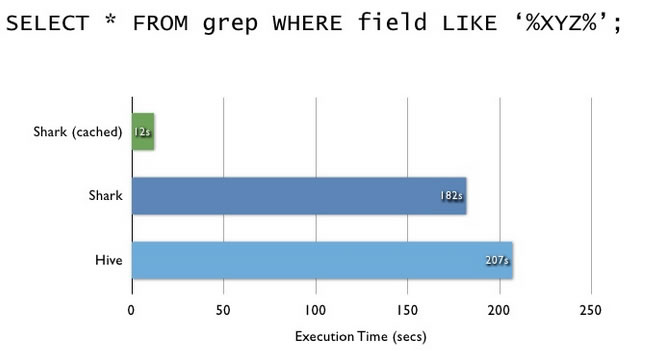 SELECT * FROM grep WHERE field LIKE ‘%XYZ%’;
Shark (cached)
12s
Shark
182s
Hive
207s
0 50 100 150 200 250
Execution Time (secs)